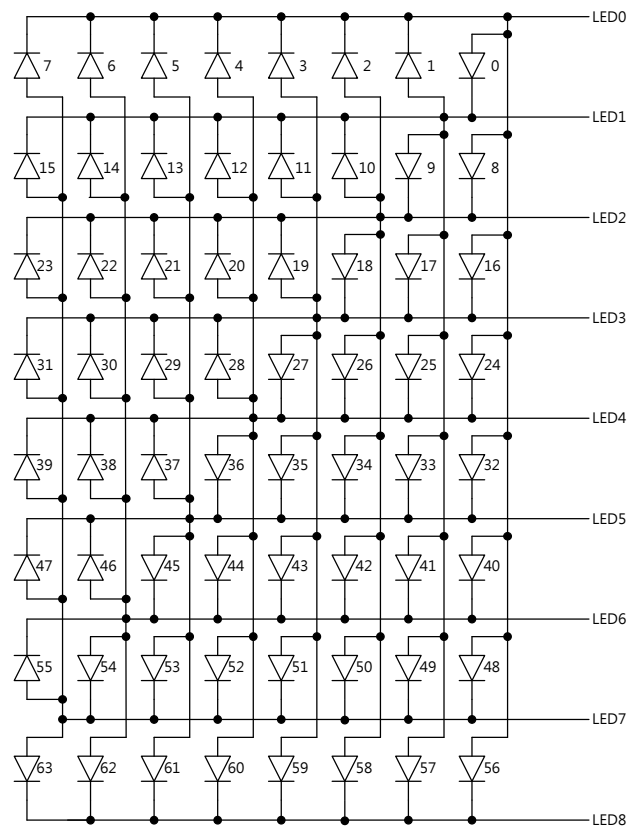 LED0
7 6 5 4 3 2 1 0
LED1
15 14 13 12 11 10 9 8
LED2
23 22 21 20 19 18 17 16
LED3
31 30 29 28 27 26 25 24
LED4
39 38 37 36 35 34 33 32
LED5
47 46 45 44 43 42 41 40
LED6
55 54 53 52 51 50 49 48
LED7
63 62 61 60 59 58 57 56
LED8